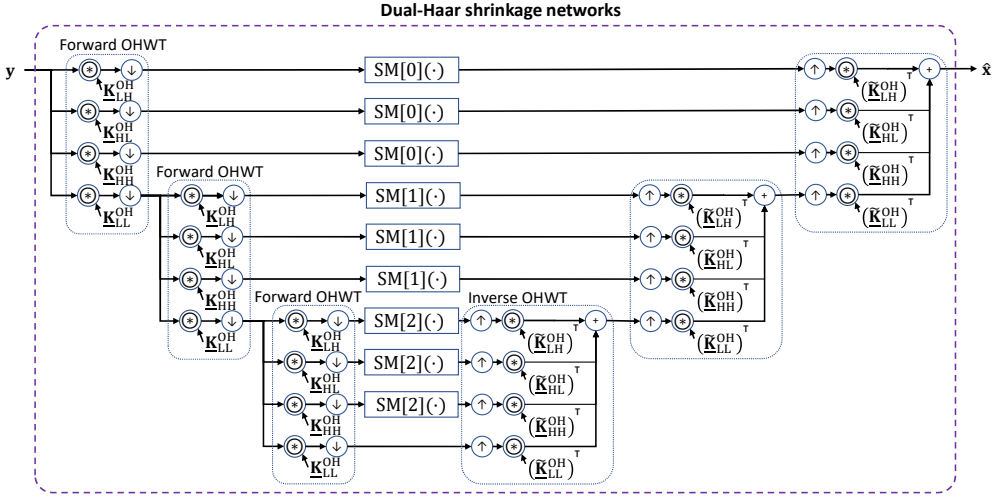 Dual-Haar shrinkage networks
Forward OHWT
y
⊛ ↓ SM[0](·) ↑ ⊛ + x̂
K̲_LH^OH (K̲̃_LH^OH)^T
⊛ ↓ SM[0](·) ↑ ⊛
K̲_HL^OH (K̲̃_HL^OH)^T
⊛ ↓ SM[0](·) ↑ ⊛
K̲_HH^OH (K̲̃_HH^OH)^T
Forward OHWT
⊛ ↓ ⊛ ↓ SM[1](·) ↑ ⊛ + ↑ ⊛
K̲_LL^OH K̲_LH^OH (K̲̃_LH^OH)^T (K̲̃_LL^OH)^T
⊛ ↓ SM[1](·) ↑ ⊛
K̲_HL^OH (K̲̃_HL^OH)^T
⊛ ↓ SM[1](·) ↑ ⊛
K̲_HH^OH (K̲̃_HH^OH)^T
Forward OHWT Inverse OHWT
⊛ ↓ ⊛ ↓ SM[2](·) ↑ ⊛ + ↑ ⊛
K̲_LL^OH K̲_LH^OH (K̲̃_LH^OH)^T (K̲̃_LL^OH)^T
⊛ ↓ SM[2](·) ↑ ⊛
K̲_HL^OH (K̲̃_HL^OH)^T
⊛ ↓ SM[2](·) ↑ ⊛
K̲_HH^OH (K̲̃_HH^OH)^T
⊛ ↓ ↑ ⊛
K̲_LL^OH (K̲̃_LL^OH)^T